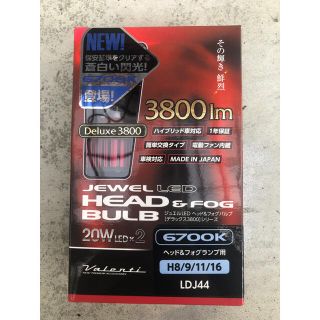 NEW!
保安基準をクリアする
蒼白い閃光!
登場!
その輝き、鮮烈。
3800lm
Deluxe3800
ハイブリッド車対応 1年保証
簡単交換タイプ 電動ファン内蔵
車検対応 MADE IN JAPAN
JEWEL LED
HEAD & FOG
BULB
ジュエルLED ヘッド&フォグバルブ
[デラックス3800]シリーズ
20W LED×2
6700K
ヘッド&フォグランプ用
Valenti
H8/9/11/16
LDJ44